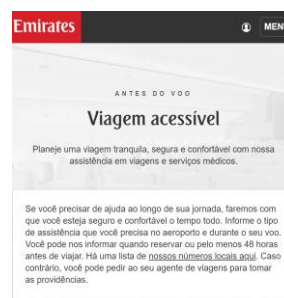 Emirates
MENU
ANTES DO VOO
Viagem acessível
Planeje uma viagem tranquila, segura e confortável com nossa
assistência em viagens e serviços médicos.
Se você precisar de ajuda ao longo de sua jornada, faremos com
que você esteja seguro e confortável o tempo todo. Informe o tipo
de assistência que você precisa no aeroporto e durante o seu voo.
Você pode nos informar quando reservar ou pelo menos 48 horas
antes de viajar. Há uma lista de nossos números locais aqui. Caso
contrário, você pode pedir ao seu agente de viagens para tomar
as providências.